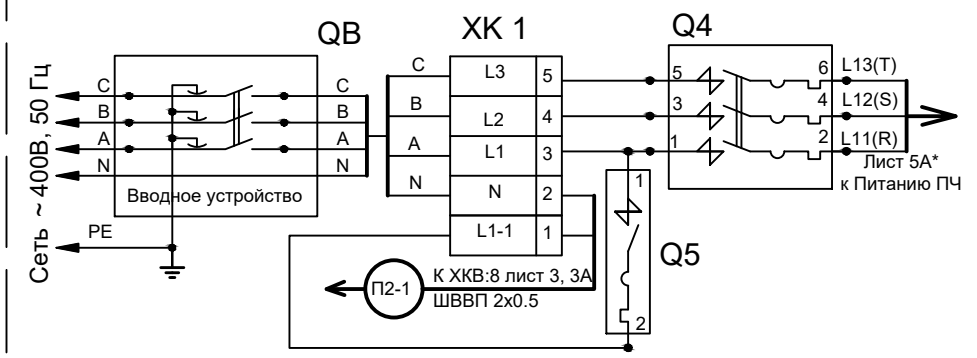 QB
XK 1
Q4
Сеть ~ 400В, 50 Гц
C
B
A
N
PE
C
B
A
N
Вводное устройство
C
B
A
N
L3
5
L2
4
L1
3
N
2
L1-1
1
5
3
1
6
4
2
L13(T)
L12(S)
L11(R)
Лист 5А*
к Питанию ПЧ
1
Q5
2
П2-1
К ХКВ:8 лист 3, 3А
ШВВП 2х0.5